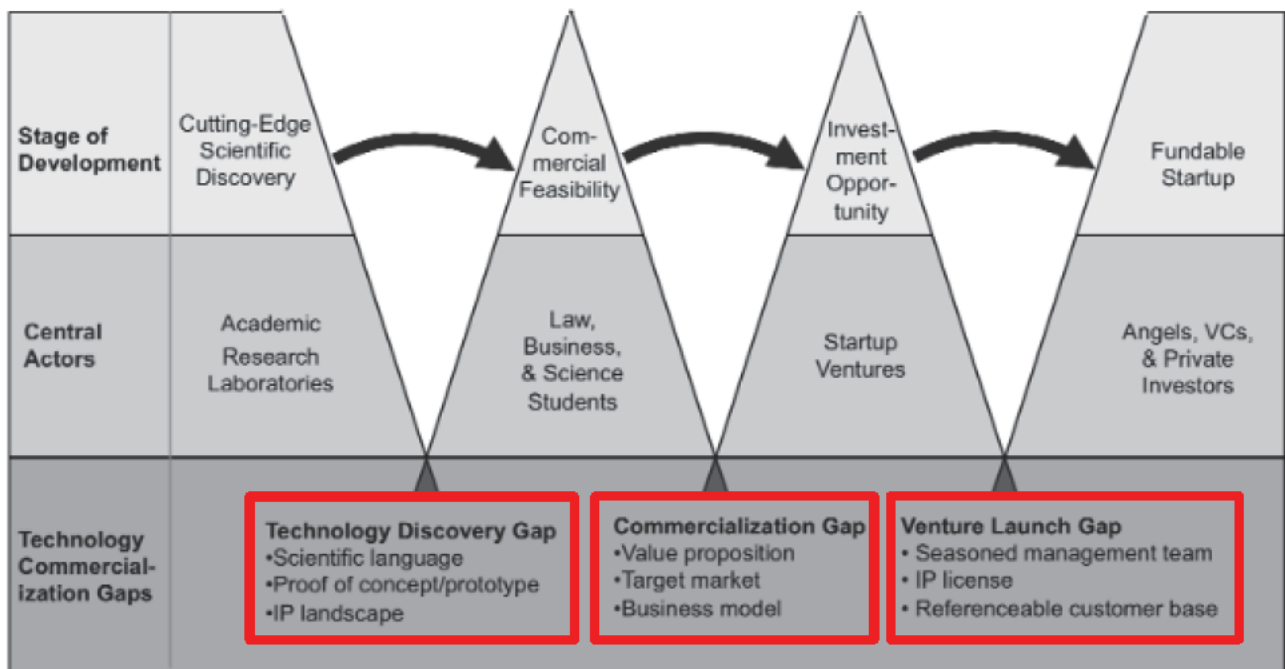 Stage of
Development
Cutting-Edge
Scientific
Discovery
Com-
mercial
Feasibility
Invest-
ment
Oppor-
tunity
Fundable
Startup
Central
Actors
Academic
Research
Laboratories
Law,
Business,
& Science
Students
Startup
Ventures
Angels, VCs,
& Private
Investors
Technology
Commercial-
ization Gaps
Technology Discovery Gap
•Scientific language
•Proof of concept/prototype
•IP landscape
Commercialization Gap
•Value proposition
•Target market
•Business model
Venture Launch Gap
• Seasoned management team
• IP license
• Referenceable customer base